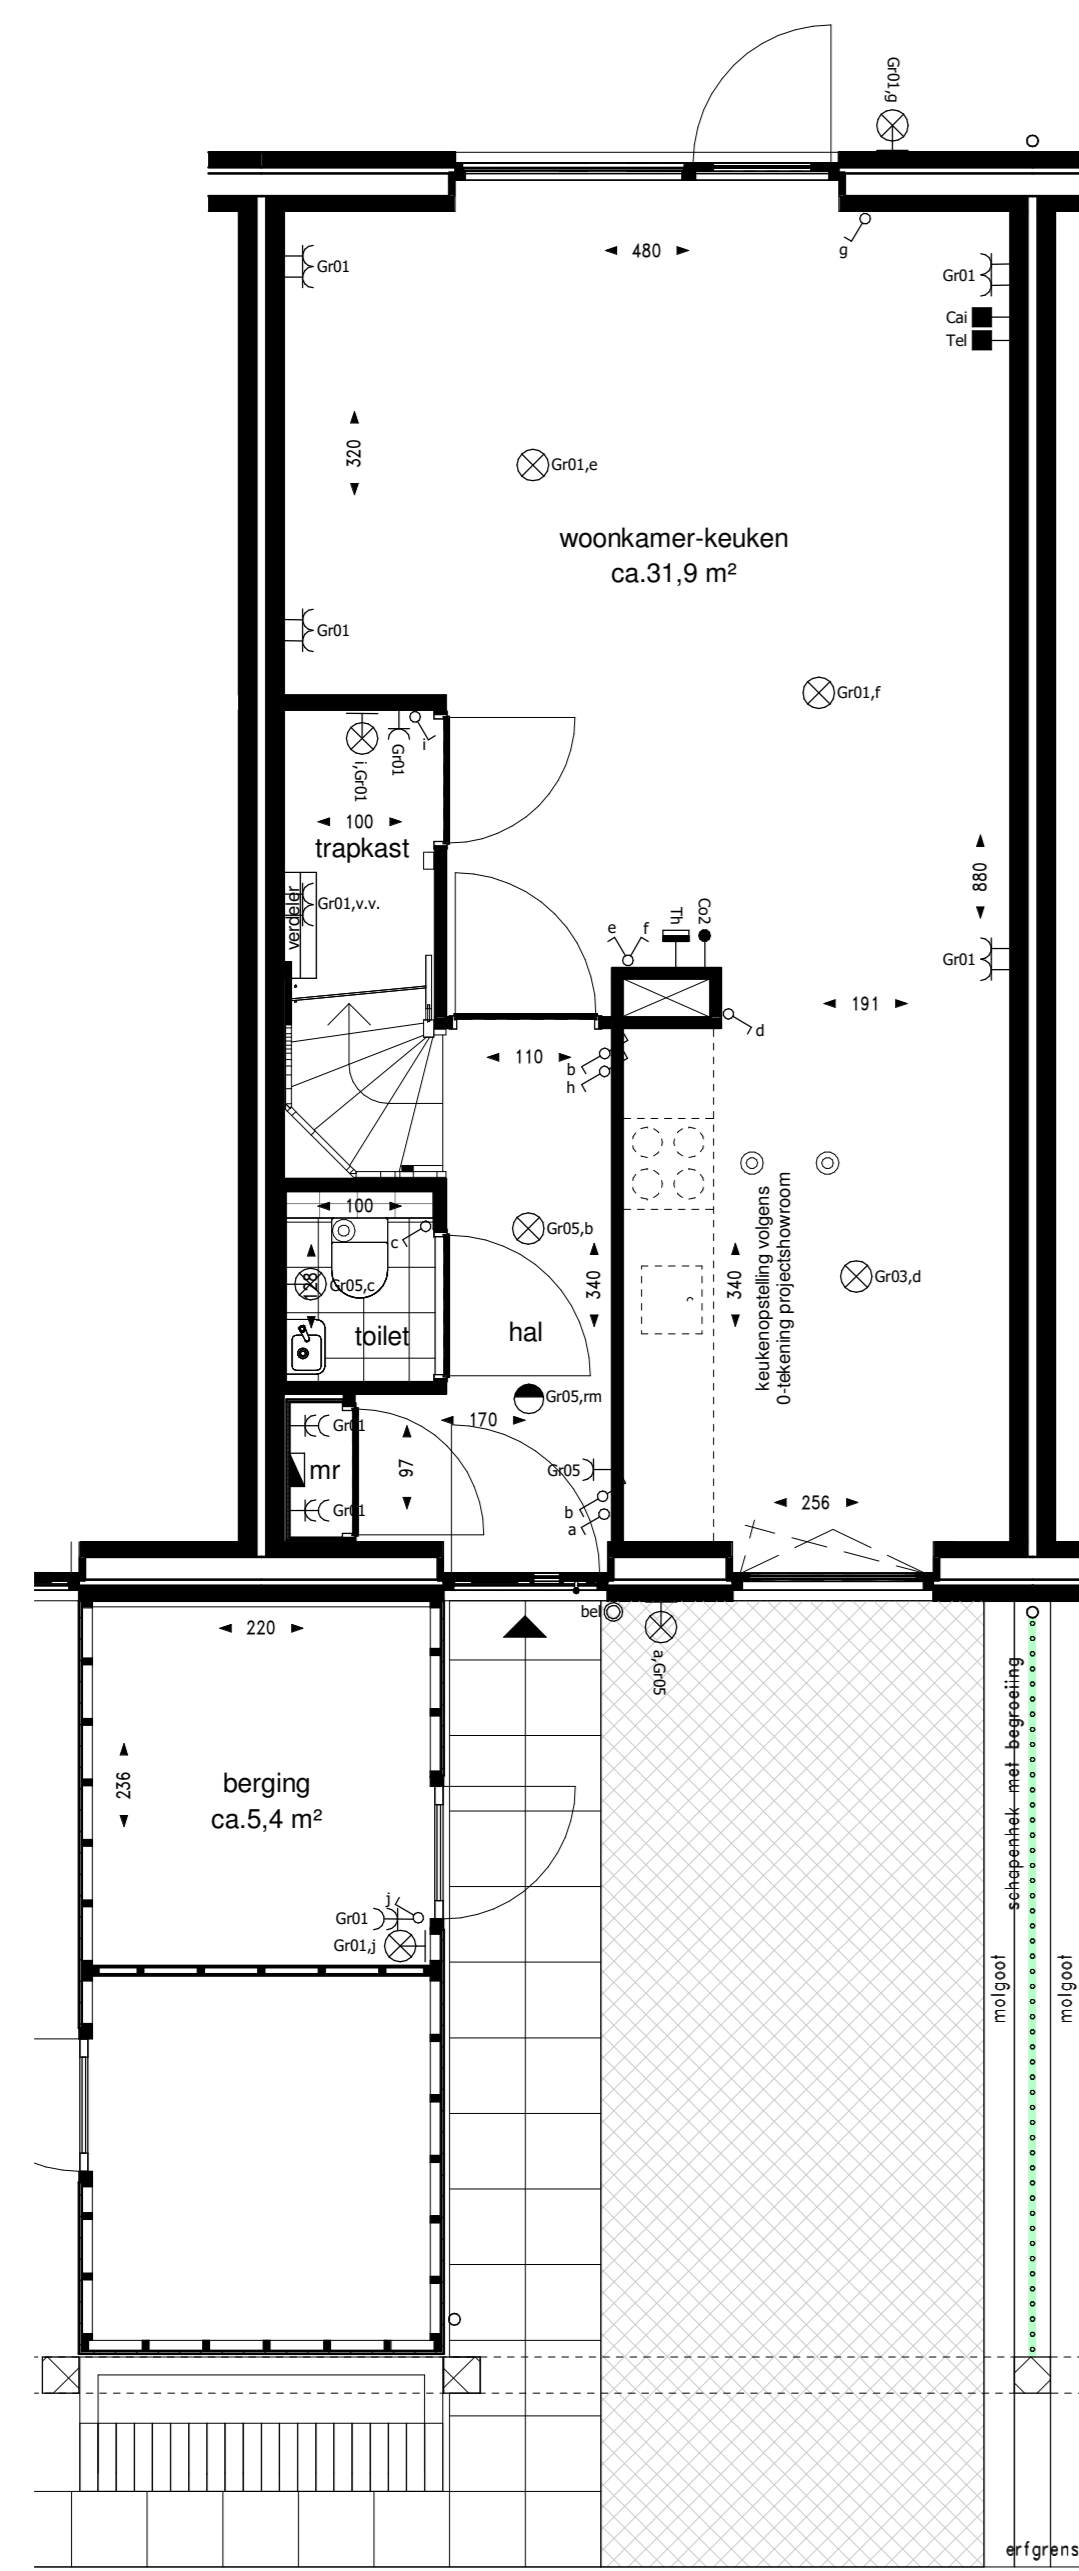 Gr01,g
480
g
Gr01
Gr01
Cai
Tel
320
Gr01,e
woonkamer-keuken
ca.31,9 m²
Gr01
Gr01,f
i
Gr01
i,Gr01
100
trapkast
880
verdeler
Gr01,v.v.
e
f
Th
Co2
Gr01
191
d
110
b
h
100
c
Gr05,b
keukenopstelling volgens
0-tekening projectshowroom
128
Gr05,c
340
340
Gr03,d
toilet
hal
Gr05,rm
170
Gr01
97
mr
Gr05
256
Gr01
b
a
bel
220
a,Gr05
schapenhek met begroeiing
236
berging
ca.5,4 m²
j
Gr01
Gr01,j
molgoot
molgoot
erfgrens